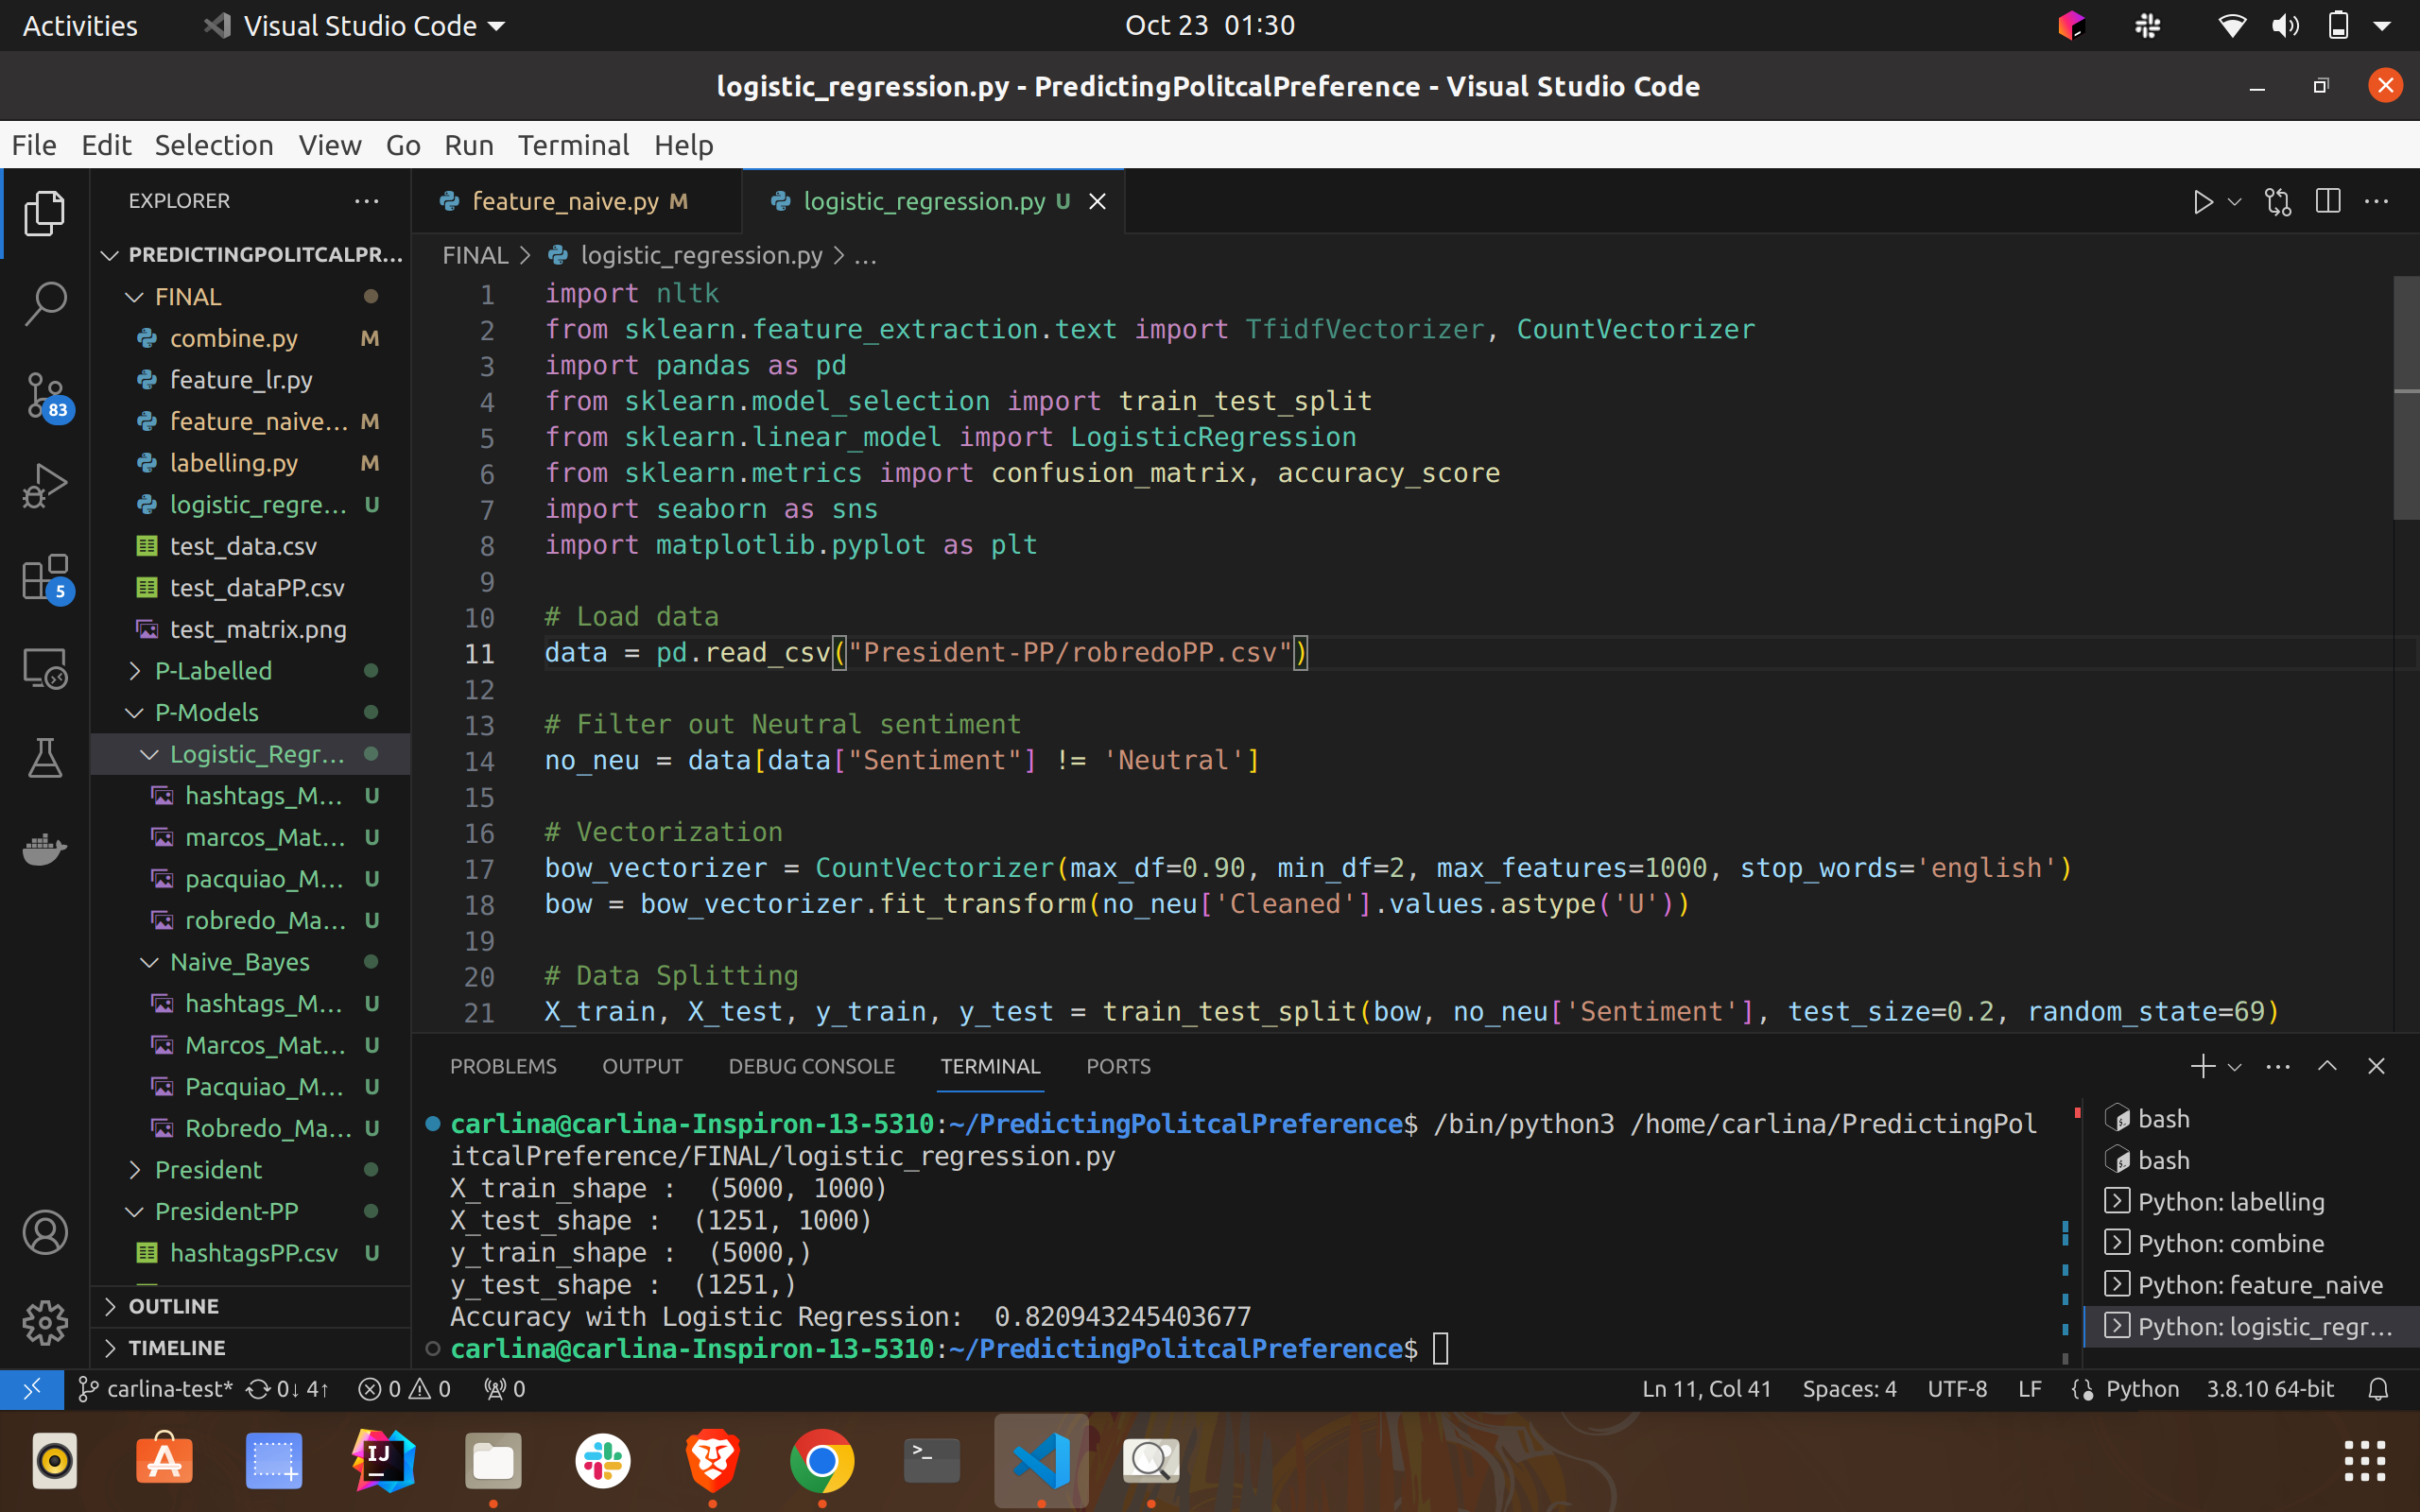 Activities
Visual Studio Code
Oct 23 01:30
logistic_regression.py - PredictingPolitcalPreference - Visual Studio Code
File Edit Selection View Go Run Terminal Help
EXPLORER
PREDICTINGPOLITCALPR...
FINAL
combine.py M
feature_lr.py
feature_naive... M
labelling.py M
logistic_regre... U
test_data.csv
test_dataPP.csv
test_matrix.png
P-Labelled
P-Models
Logistic_Regr...
hashtags_M... U
marcos_Mat... U
pacquiao_M... U
robredo_Ma... U
Naive_Bayes
hashtags_M... U
Marcos_Mat... U
Pacquiao_M... U
Robredo_Ma... U
President
President-PP
hashtagsPP.csv U
OUTLINE
TIMELINE
83
5
feature_naive.py M
logistic_regression.py U
FINAL > logistic_regression.py > ...
1 import nltk
2 from sklearn.feature_extraction.text import TfidfVectorizer, CountVectorizer
3 import pandas as pd
4 from sklearn.model_selection import train_test_split
5 from sklearn.linear_model import LogisticRegression
6 from sklearn.metrics import confusion_matrix, accuracy_score
7 import seaborn as sns
8 import matplotlib.pyplot as plt
9
10 # Load data
11 data = pd.read_csv("President-PP/robredoPP.csv")
12
13 # Filter out Neutral sentiment
14 no_neu = data[data["Sentiment"] != 'Neutral']
15
16 # Vectorization
17 bow_vectorizer = CountVectorizer(max_df=0.90, min_df=2, max_features=1000, stop_words='english')
18 bow = bow_vectorizer.fit_transform(no_neu['Cleaned'].values.astype('U'))
19
20 # Data Splitting
21 X_train, X_test, y_train, y_test = train_test_split(bow, no_neu['Sentiment'], test_size=0.2, random_state=69)
PROBLEMS OUTPUT DEBUG CONSOLE TERMINAL PORTS
carlina@carlina-Inspiron-13-5310:~/PredictingPolitcalPreference$ /bin/python3 /home/carlina/PredictingPol
itcalPreference/FINAL/logistic_regression.py
X_train_shape :  (5000, 1000)
X_test_shape :  (1251, 1000)
y_train_shape :  (5000,)
y_test_shape :  (1251,)
Accuracy with Logistic Regression:  0.820943245403677
carlina@carlina-Inspiron-13-5310:~/PredictingPolitcalPreference$
bash
bash
Python: labelling
Python: combine
Python: feature_naive
Python: logistic_regr...
carlina-test* 0↓ 4↑ 0 0 0
Ln 11, Col 41 Spaces: 4 UTF-8 LF Python 3.8.10 64-bit
IJ